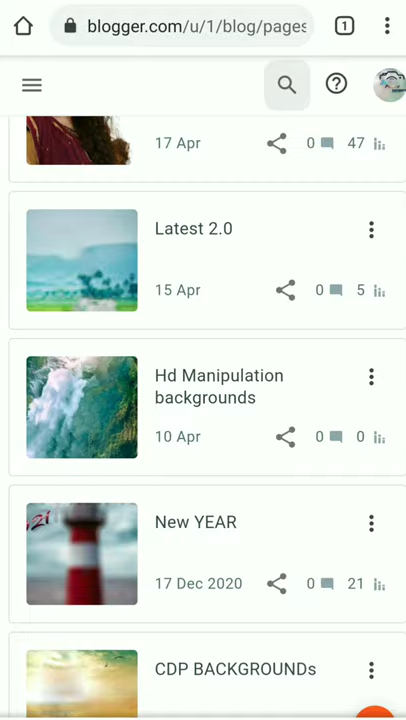 blogger.com/u/1/blog/pages
1
17 Apr 0 47
Latest 2.0
15 Apr 0 5
Hd Manipulation
backgrounds
10 Apr 0 0
21
New YEAR
17 Dec 2020 0 21
CDP BACKGROUNDs